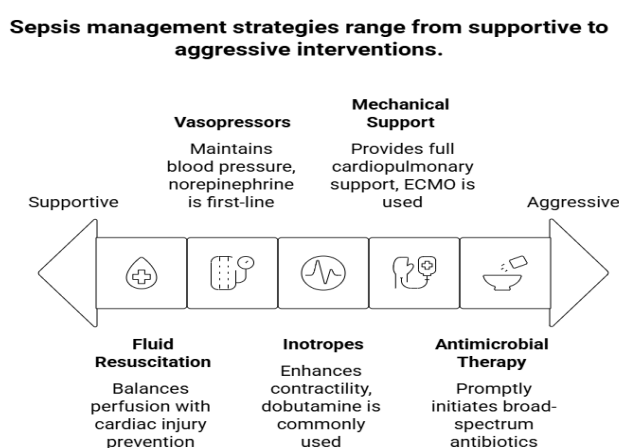 Sepsis management strategies range from supportive to
aggressive interventions.
Mechanical
Support
Vasopressors
Maintains
blood pressure,
norepinephrine
is first-line
Provides full
cardiopulmonary
support, ECMO is
used
Supportive
Aggressive
Fluid
Resuscitation
Balances
perfusion with
cardiac injury
prevention
Inotropes
Enhances
contractility,
dobutamine is
commonly
used
Antimicrobial
Therapy
Promptly
initiates broad-
spectrum
antibiotics